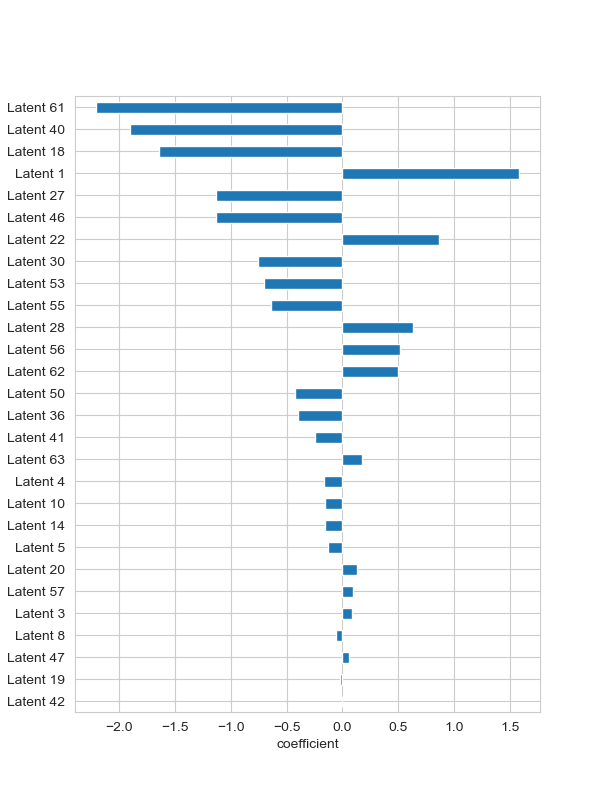 Latent 61
Latent 40
Latent 18
Latent 1
Latent 27
Latent 46
Latent 22
Latent 30
Latent 53
Latent 55
Latent 28
Latent 56
Latent 62
Latent 50
Latent 36
Latent 41
Latent 63
Latent 4
Latent 10
Latent 14
Latent 5
Latent 20
Latent 57
Latent 3
Latent 8
Latent 47
Latent 19
Latent 42
−2.0 −1.5 −1.0 −0.5 0.0 0.5 1.0 1.5
coefficient